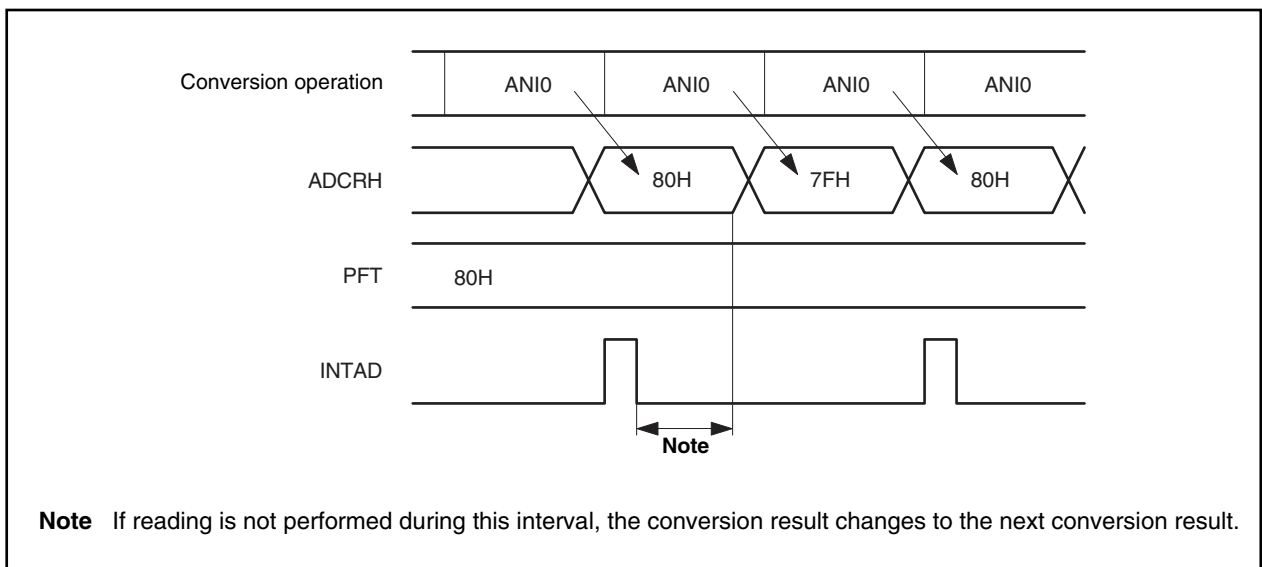 Conversion operation ANI0 ANI0 ANI0 ANI0
ADCRH 80H 7FH 80H
PFT 80H
INTAD
Note
Note If reading is not performed during this interval, the conversion result changes to the next conversion result.